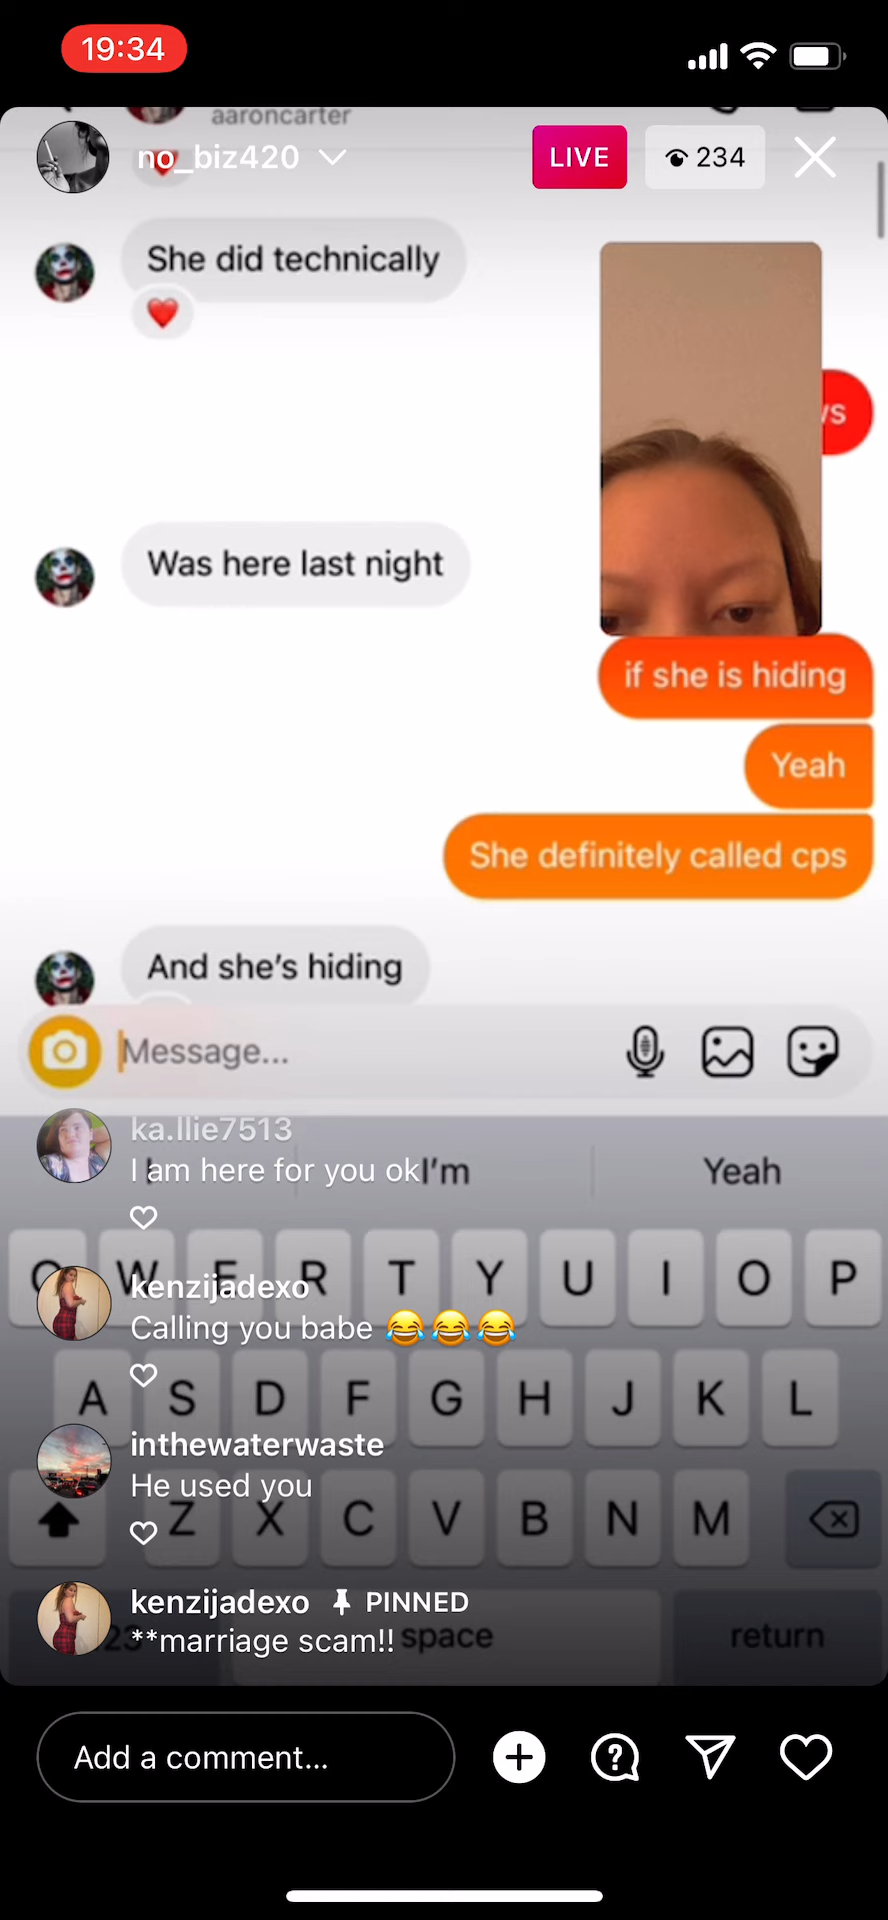 19:34
aaroncarter
no_biz420
LIVE
234
She did technically
Was here last night
if she is hiding
Yeah
She definitely called cps
And she's hiding
Message...
ka.llie7513
I am here for you ok
I'm
Yeah
W E R T Y U I O P
kenzijadexo
Calling you babe 😂😂😂
A S D F G H J K L
inthewaterwaste
He used you
Z X C V B N M
kenzijadexo PINNED
**marriage scam!!
space
return
Add a comment...